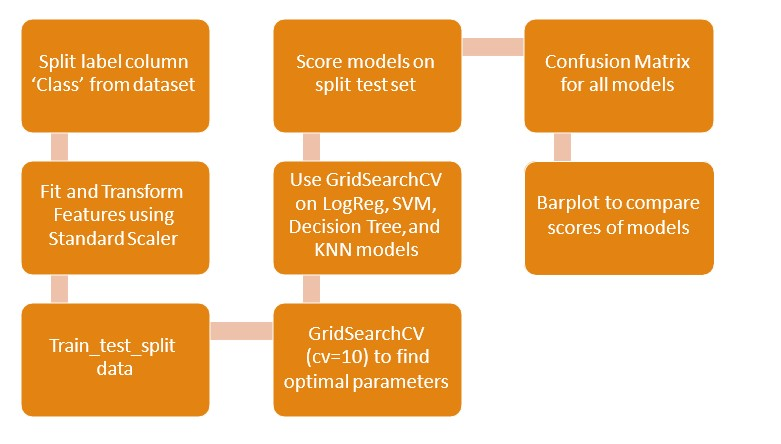 Split label column
‘Class’ from dataset
Fit and Transform
Features using
Standard Scaler
Train_test_split
data
GridSearchCV
(cv=10) to find
optimal parameters
Use GridSearchCV
on LogReg, SVM,
Decision Tree, and
KNN models
Score models on
split test set
Confusion Matrix
for all models
Barplot to compare
scores of models